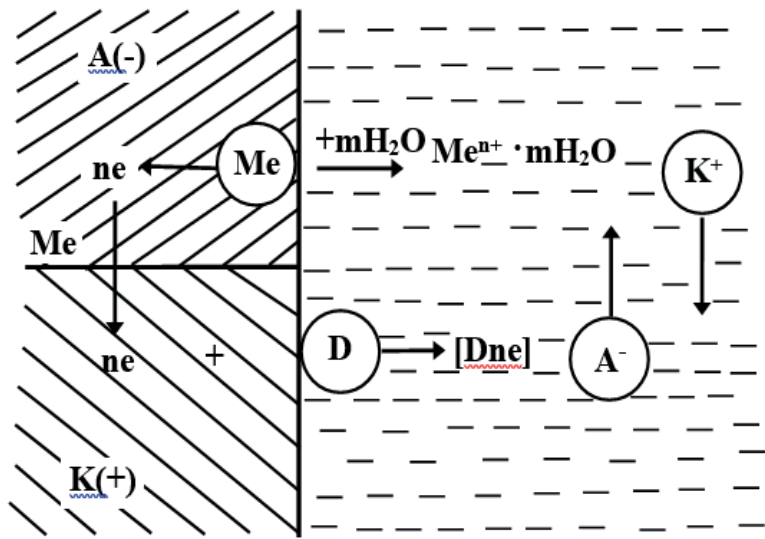 A(-)
ne
Me
+mH₂O
Meⁿ⁺ ·mH₂O
K⁺
Me
ne
+
D
[Dne]
A⁻
K(+)